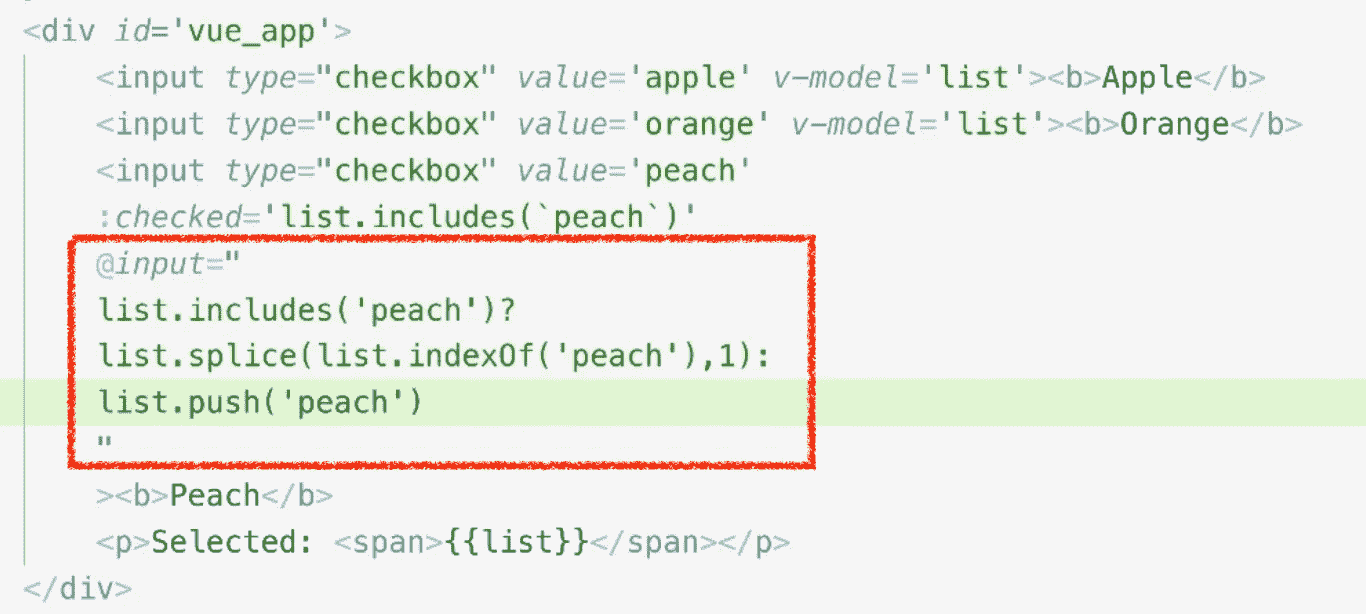 <div id='vue_app'>
<input type="checkbox" value='apple' v-model='list'><b>Apple</b>
<input type="checkbox" value='orange' v-model='list'><b>Orange</b>
<input type="checkbox" value='peach'
:checked='list.includes(`peach`)'
@input="
list.includes('peach')?
list.splice(list.indexOf('peach'),1):
list.push('peach')
"
><b>Peach</b>
<p>Selected: <span>{{list}}</span></p>
</div>